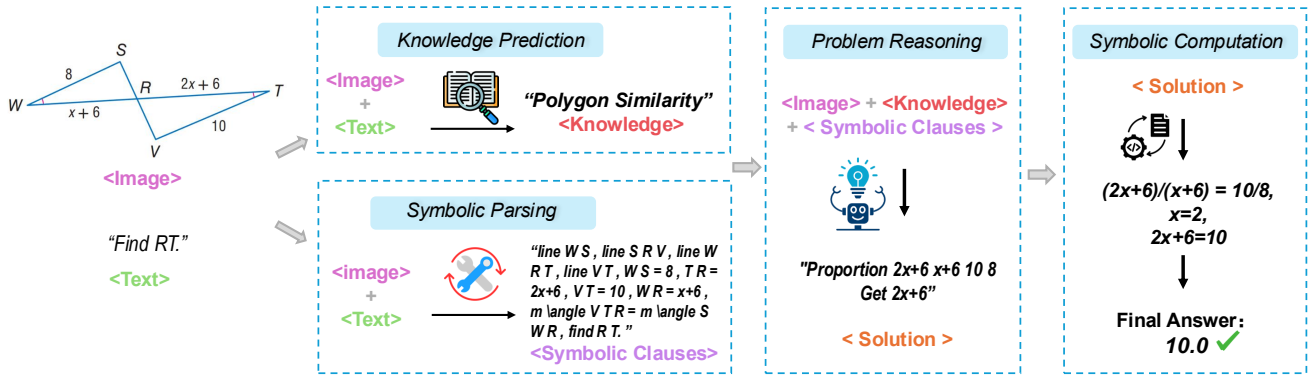 S
8
R
2x + 6
W
T
x + 6
10
V
<Image>
"Find RT."
<Text>
Knowledge Prediction
<Image>
+
<Text>
"Polygon Similarity"
<Knowledge>
Symbolic Parsing
<image>
+
<Text>
"line W S , line S R V , line W
R T , line V T , W S = 8 , T R =
2x+6 , V T = 10 , W R = x+6 ,
m \angle V T R = m \angle S
W R , find R T. "
<Symbolic Clauses>
Problem Reasoning
<Image> + <Knowledge>
+ < Symbolic Clauses >
"Proportion 2x+6 x+6 10 8
Get 2x+6"
< Solution >
Symbolic Computation
< Solution >
</>
(2x+6)/(x+6) = 10/8,
x=2,
2x+6=10
Final Answer:
10.0